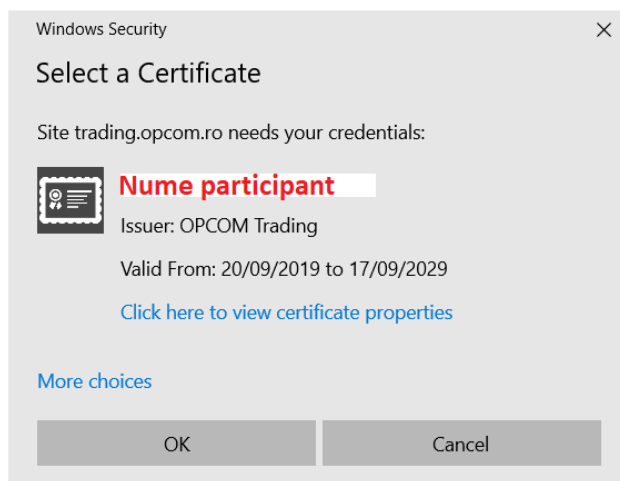 Windows Security
Select a Certificate
Site trading.opcom.ro needs your credentials:
Nume participant
Issuer: OPCOM Trading
Valid From: 20/09/2019 to 17/09/2029
Click here to view certificate properties
More choices
OK
Cancel